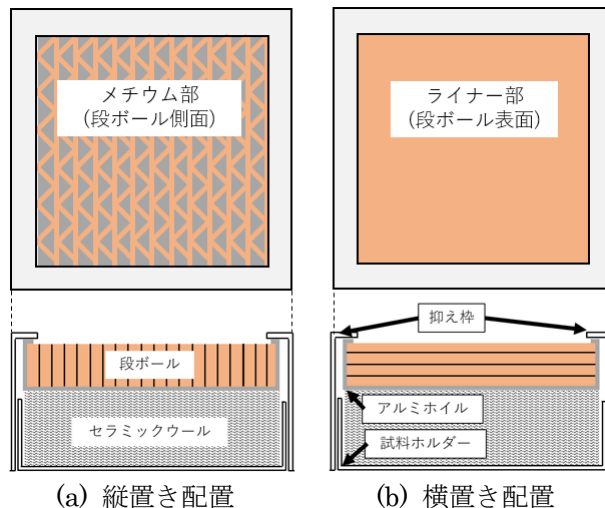 メチウム部
(段ボール側面)
ライナー部
(段ボール表面)
抑え枠
段ボール
アルミホイル
セラミックウール
試料ホルダー
(a) 縦置き配置
(b) 横置き配置